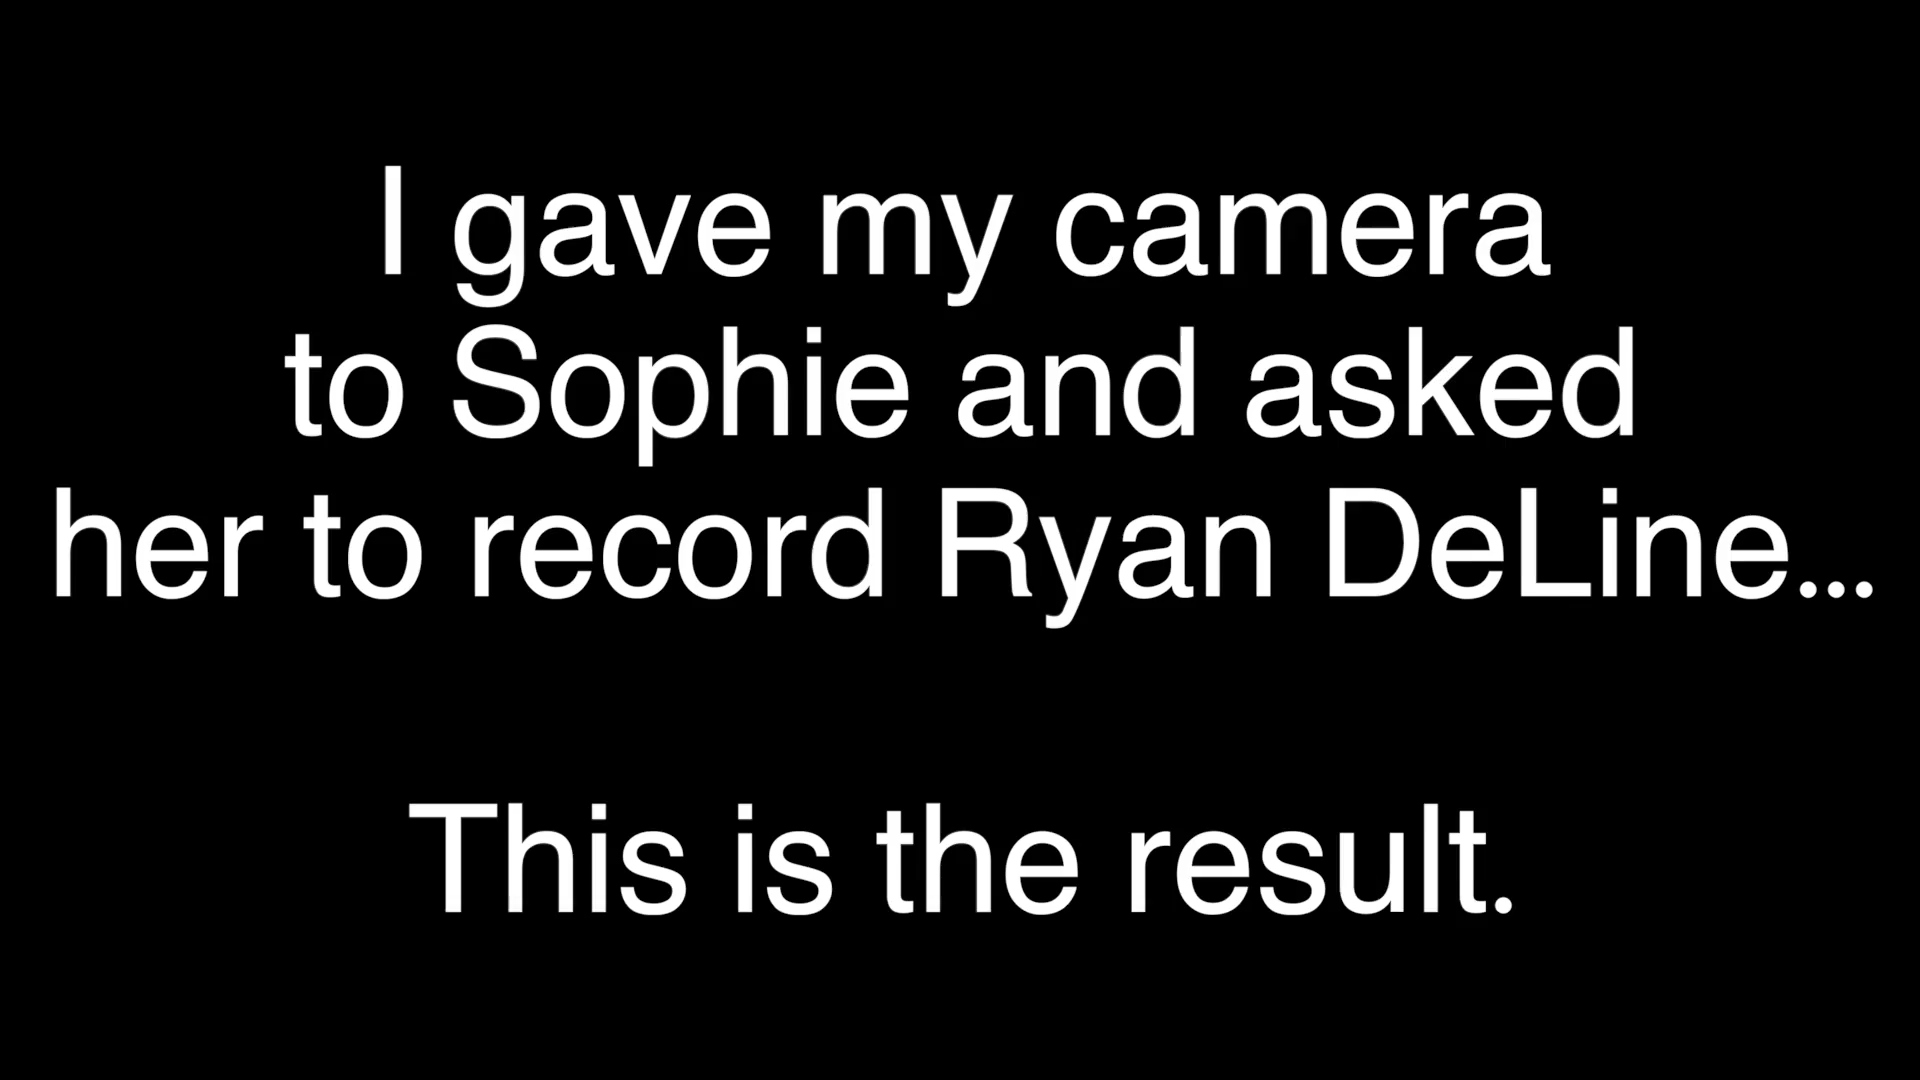 I gave my camera
to Sophie and asked
her to record Ryan DeLine...
This is the result.